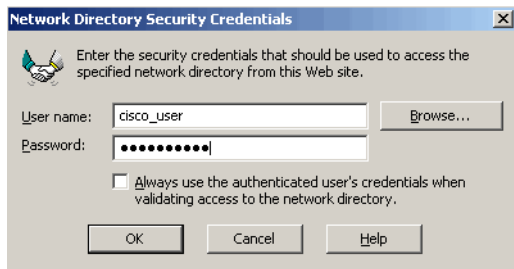 Network Directory Security Credentials
Enter the security credentials that should be used to access the
specified network directory from this Web site.
User name: cisco_user Browse...
Password: ●●●●●●●●●●
Always use the authenticated user's credentials when
validating access to the network directory.
OK Cancel Help